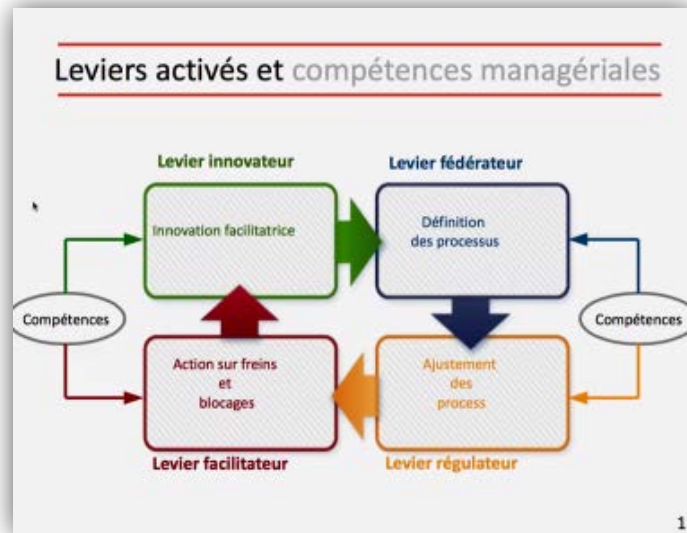 Leviers activés et compétences managériales
Levier innovateur
Levier fédérateur
Innovation facilitatrice
Définition
des processus
Compétences
Compétences
Action sur freins
et
blocages
Ajustement
des
process
Levier facilitateur
Levier régulateur
1